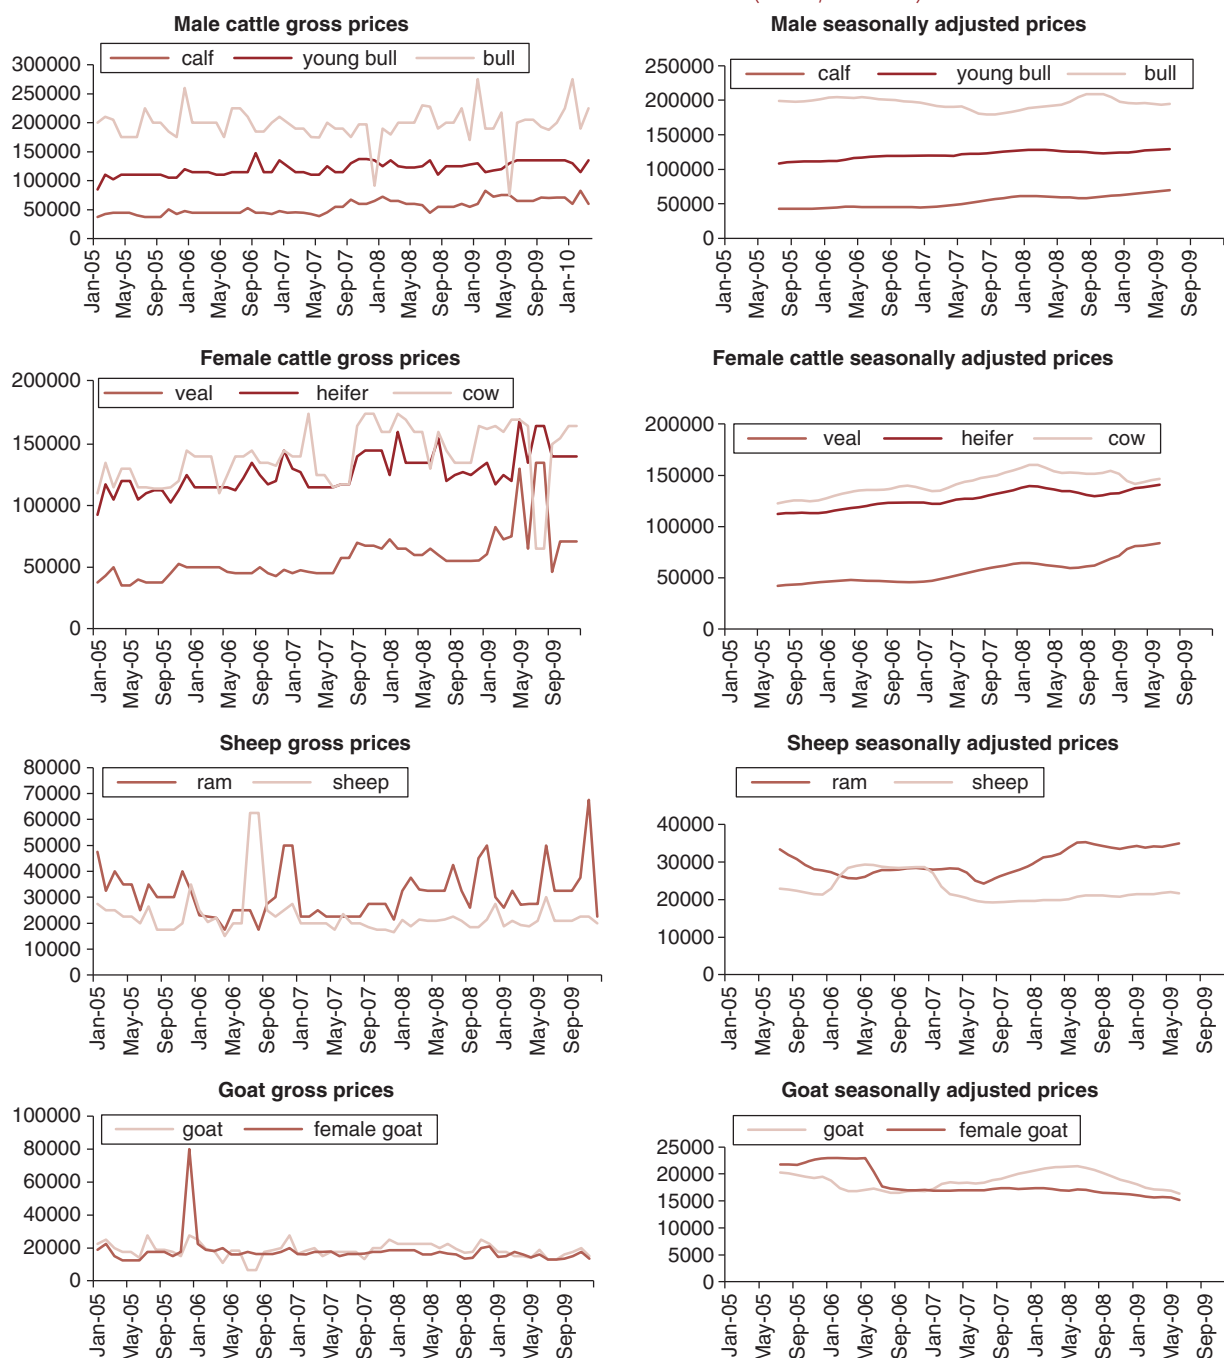 Male cattle gross prices
calf young bull bull
300000
250000
200000
150000
100000
50000
0
Jan-05 May-05 Sep-05 Jan-06 May-06 Sep-06 Jan-07 May-07 Sep-07 Jan-08 May-08 Sep-08 Jan-09 May-09 Sep-09 Jan-10
Male seasonally adjusted prices
calf young bull bull
250000
200000
150000
100000
50000
0
Jan-05 May-05 Sep-05 Jan-06 May-06 Sep-06 Jan-07 May-07 Sep-07 Jan-08 May-08 Sep-08 Jan-09 May-09 Sep-09
Female cattle gross prices
veal heifer cow
200000
150000
100000
50000
0
Jan-05 May-05 Sep-05 Jan-06 May-06 Sep-06 Jan-07 May-07 Sep-07 Jan-08 May-08 Sep-08 Jan-09 May-09 Sep-09
Female cattle seasonally adjusted prices
veal heifer cow
200000
150000
100000
50000
0
Jan-05 May-05 Sep-05 Jan-06 May-06 Sep-06 Jan-07 May-07 Sep-07 Jan-08 May-08 Sep-08 Jan-09 May-09 Sep-09
Sheep gross prices
ram sheep
80000
70000
60000
50000
40000
30000
20000
10000
0
Jan-05 May-05 Sep-05 Jan-06 May-06 Sep-06 Jan-07 May-07 Sep-07 Jan-08 May-08 Sep-08 Jan-09 May-09 Sep-09
Sheep seasonally adjusted prices
ram sheep
40000
30000
20000
10000
0
Jan-05 May-05 Sep-05 Jan-06 May-06 Sep-06 Jan-07 May-07 Sep-07 Jan-08 May-08 Sep-08 Jan-09 May-09 Sep-09
Goat gross prices
goat female goat
100000
80000
60000
40000
20000
0
Jan-05 May-05 Sep-05 Jan-06 May-06 Sep-06 Jan-07 May-07 Sep-07 Jan-08 May-08 Sep-08 Jan-09 May-09 Sep-09
Goat seasonally adjusted prices
goat female goat
25000
20000
15000
10000
5000
0
Jan-05 May-05 Sep-05 Jan-06 May-06 Sep-06 Jan-07 May-07 Sep-07 Jan-08 May-08 Sep-08 Jan-09 May-09 Sep-09